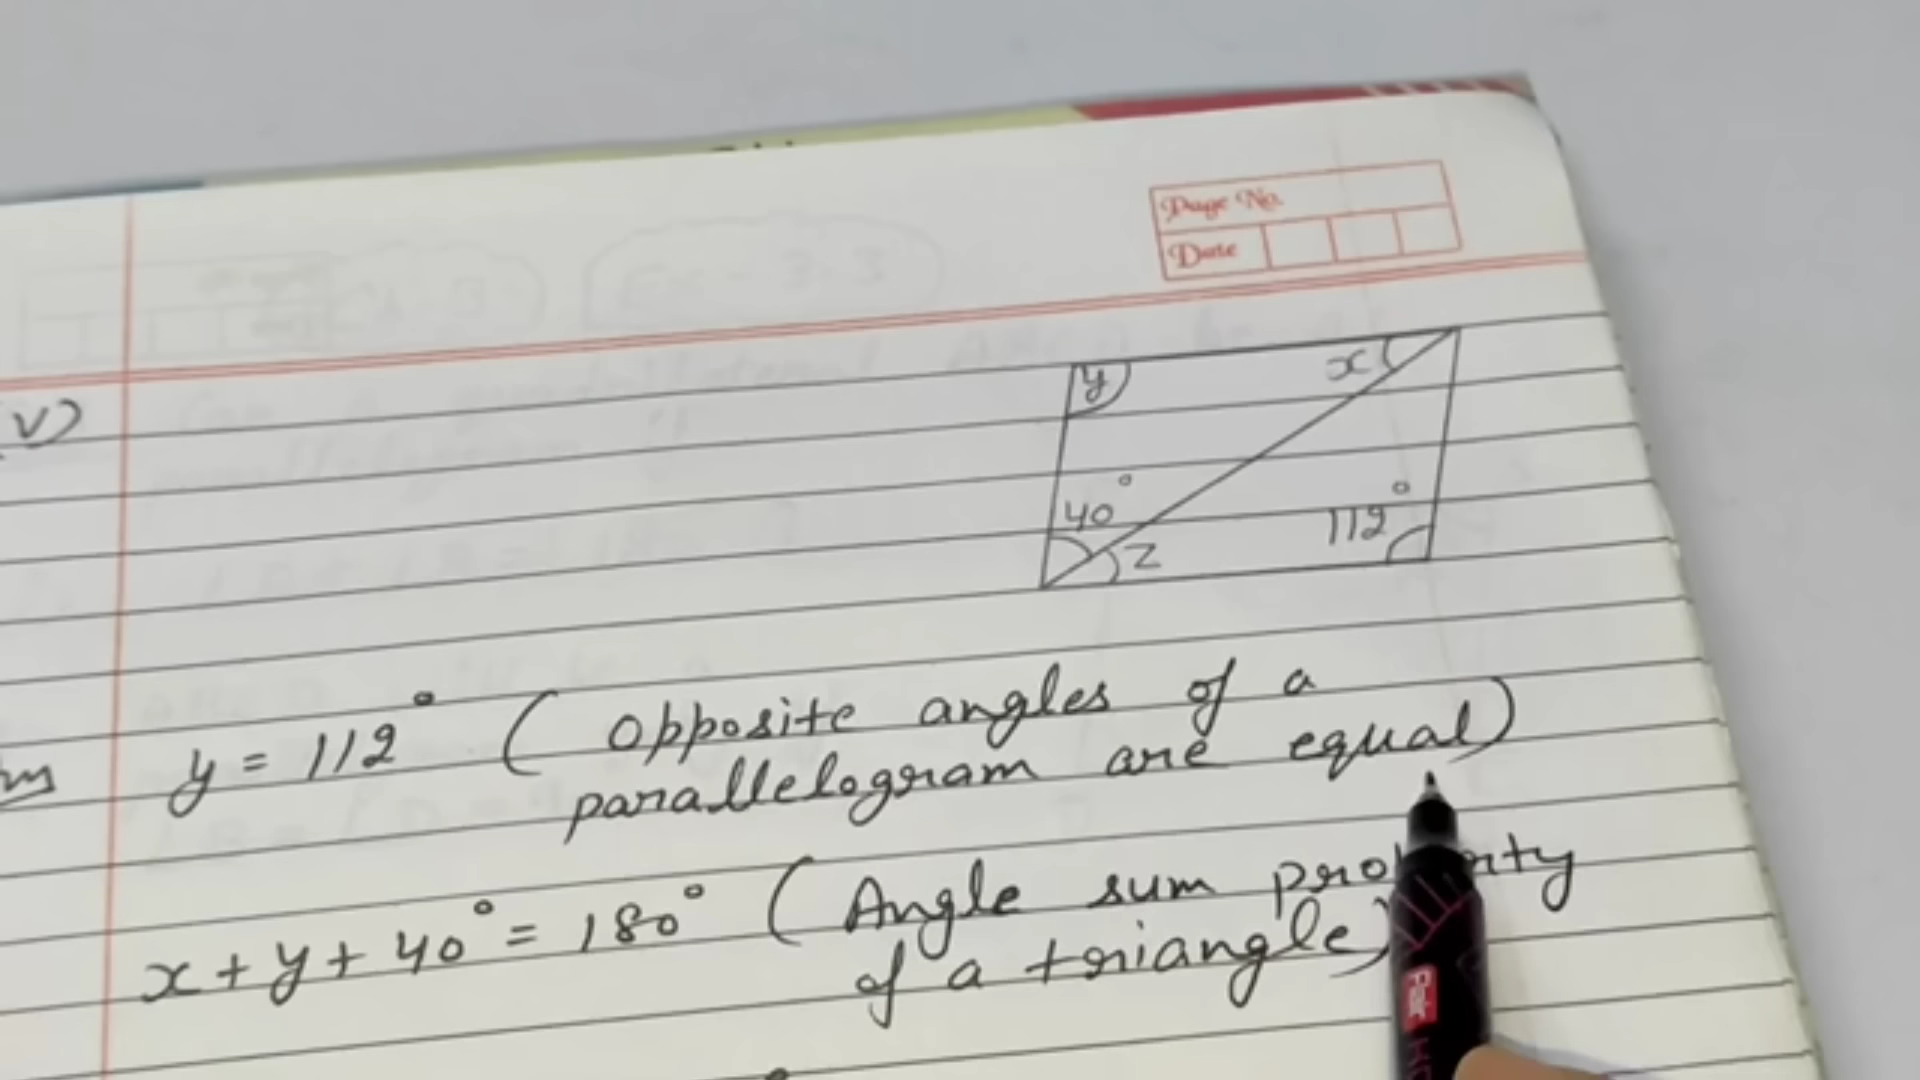 Page No.
Date
(v)
y
x
40°
z
112°
y = 112° ( opposite angles of a
parallelogram are equal)
x + y + 40° = 180° ( Angle sum property
of a triangle)
Flair